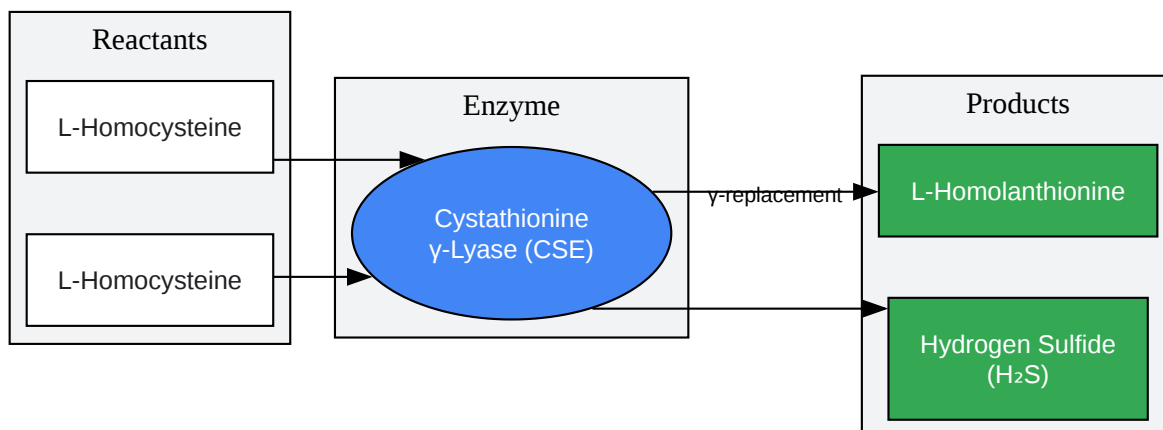 Reactants
L-Homocysteine
L-Homocysteine
Enzyme
Cystathionine
γ-Lyase (CSE)
γ-replacement
Products
L-Homolanthionine
Hydrogen Sulfide
(H₂S)